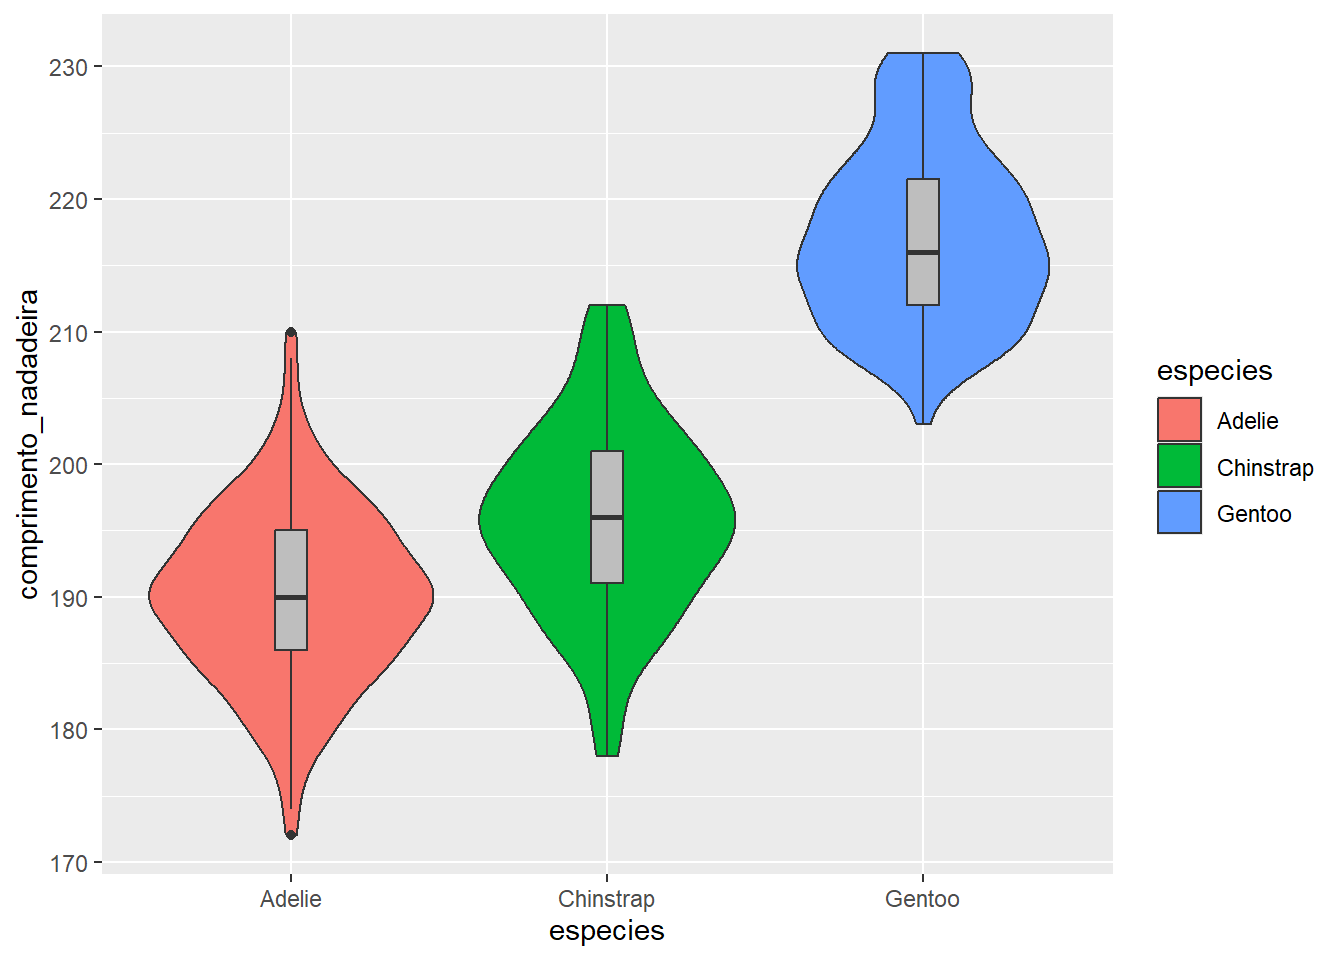 230
220
210
200
190
180
170
comprimento_nadadeira
Adelie
Chinstrap
Gentoo
especies
especies
Adelie
Chinstrap
Gentoo